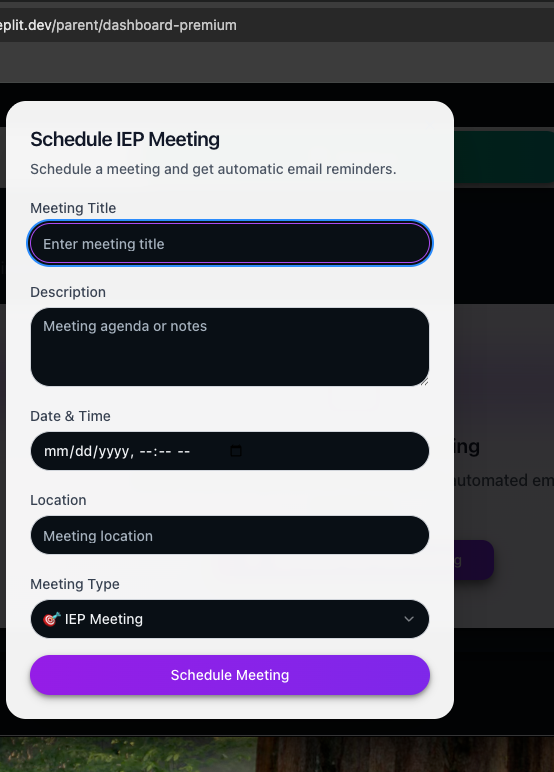 eplit.dev/parent/dashboard-premium
Schedule IEP Meeting
Schedule a meeting and get automatic email reminders.
Meeting Title
Enter meeting title
Description
Meeting agenda or notes
Date & Time
mm/dd/yyyy, --:-- --
Location
Meeting location
Meeting Type
🎯 IEP Meeting
Schedule Meeting
ing
utomated em
g